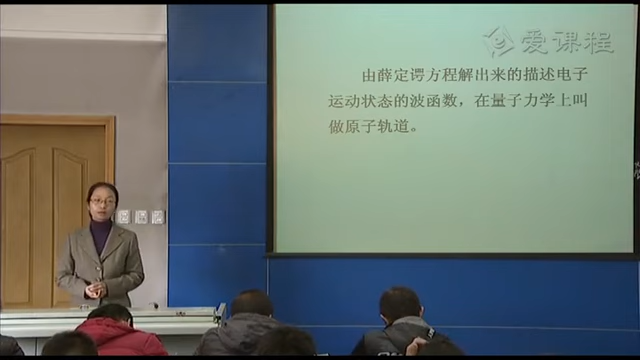 爱课程
由薛定谔方程解出来的描述电子
运动状态的波函数，在量子力学上叫
做原子轨道。